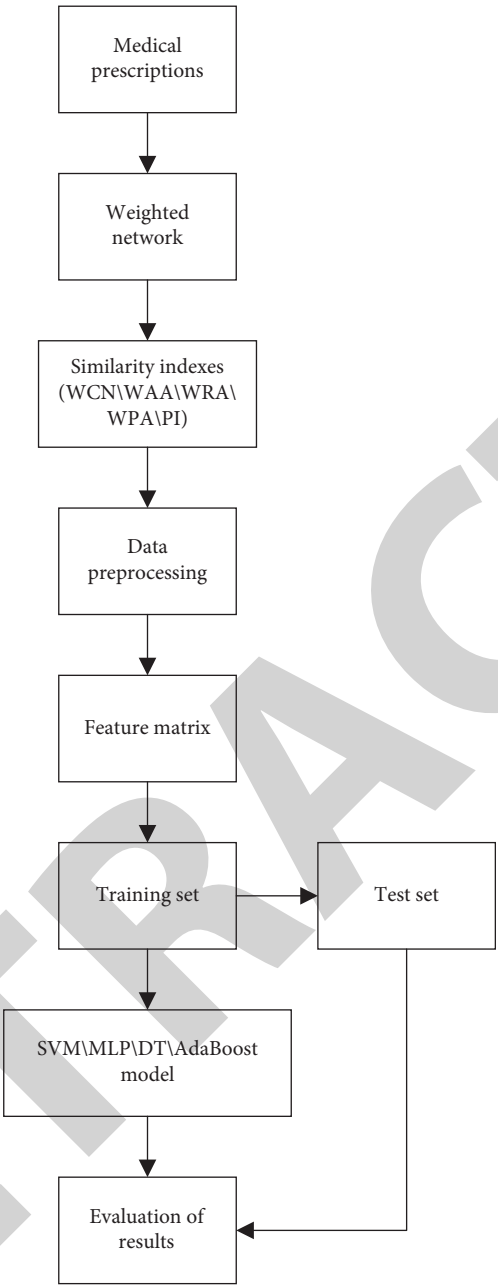 Medical
prescriptions
Weighted
network
Similarity indexes
(WCN\WAA\WRA\
WPA\PI)
Data
preprocessing
Feature matrix
Training set
Test set
SVM\MLP\DT\AdaBoost
model
Evaluation of
results